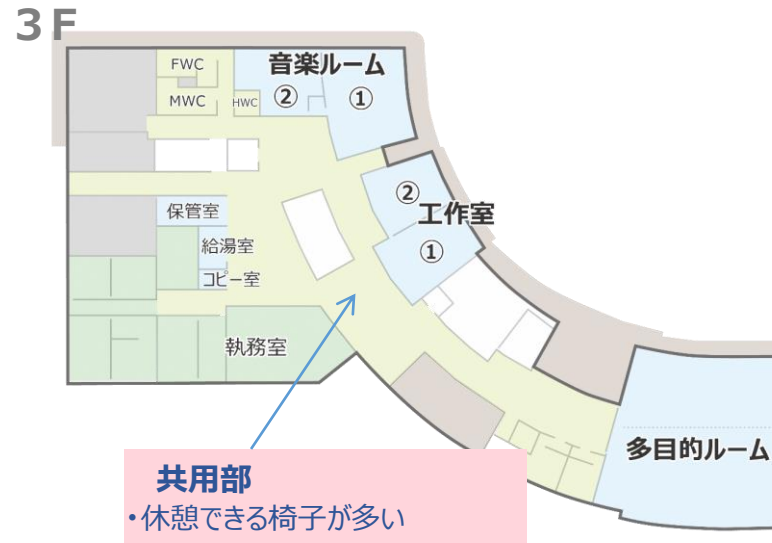 3F
FWC
音楽ルーム
MWC
HWC
②
①
②
工作室
①
保管室
給湯室
コピー室
執務室
多目的ルーム
共用部
・休憩できる椅子が多い